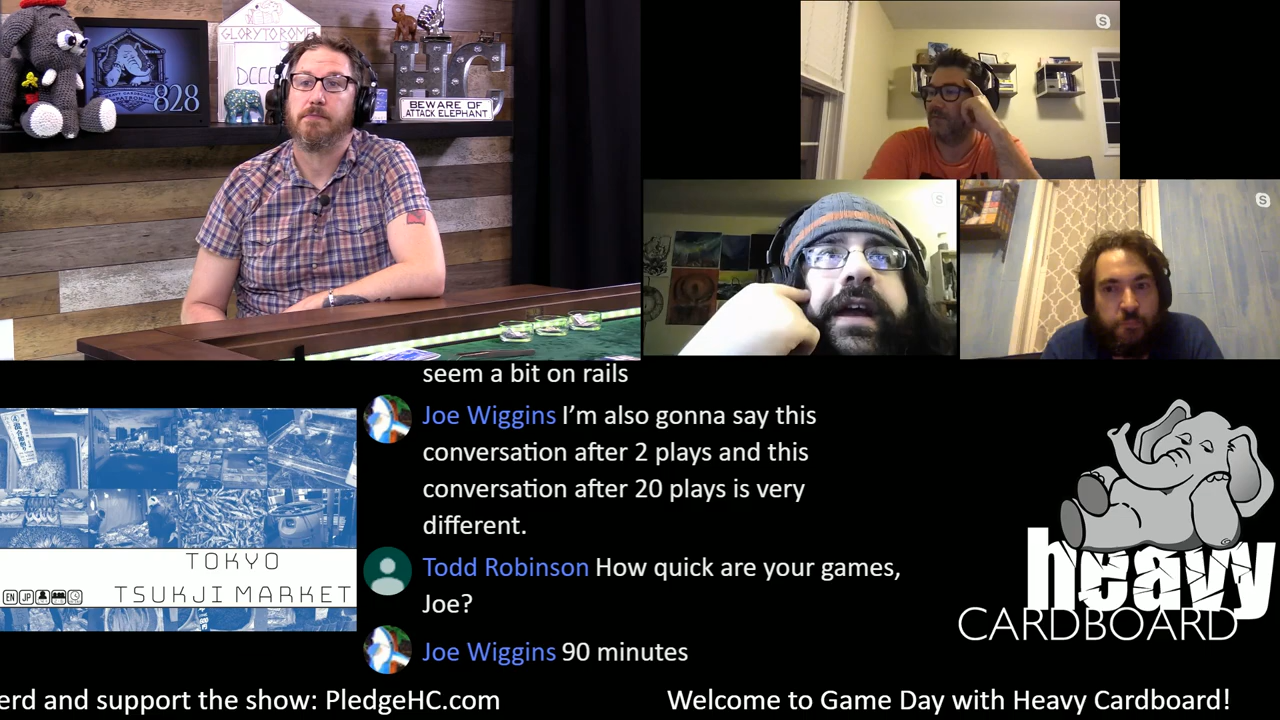 828
GLORY TO ROME
HC
BEWARE OF
ATTACK ELEPHANT
seem a bit on rails
Joe Wiggins I’m also gonna say this
conversation after 2 plays and this
conversation after 20 plays is very
different.
Todd Robinson How quick are your games,
Joe?
Joe Wiggins 90 minutes
TOKYO
TSUKJI MARKET
EN JP
heavy
CARDBOARD
erd and support the show: PledgeHC.com
Welcome to Game Day with Heavy Cardboard!